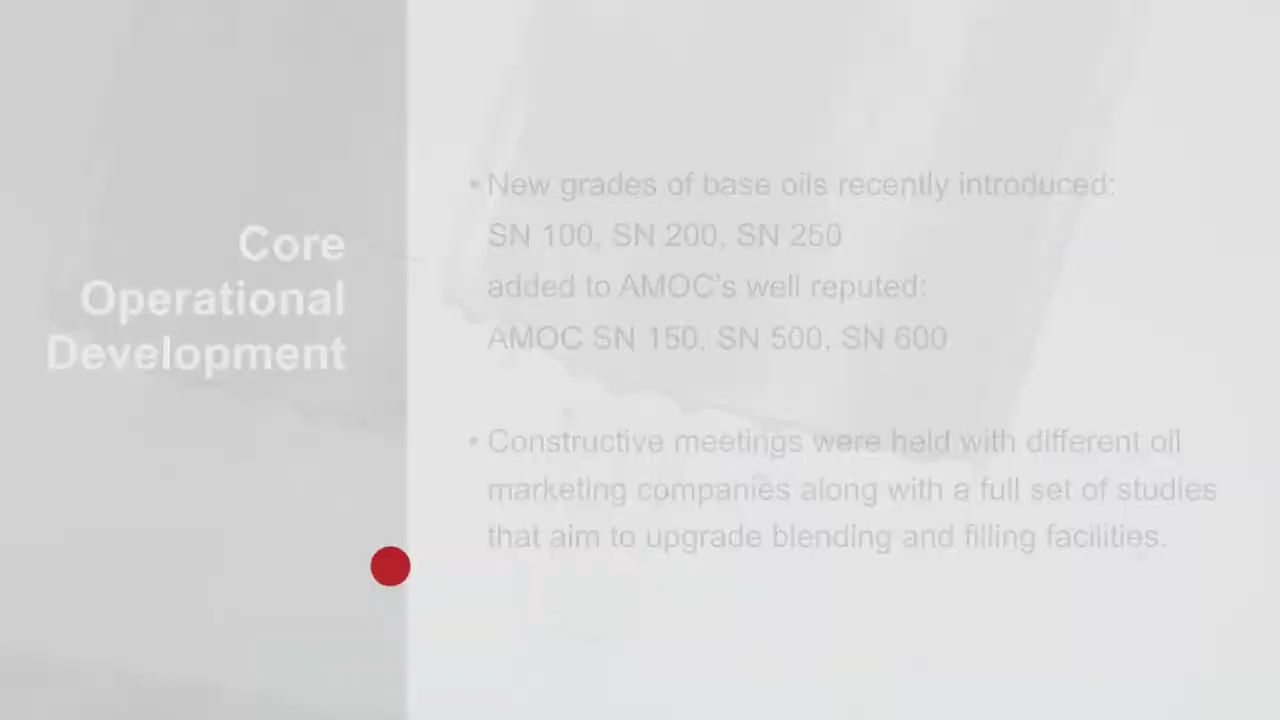 Core
Operational
Development
• New grades of base oils recently introduced:
SN 100, SN 200, SN 250
added to AMOC's well reputed:
AMOC SN 150, SN 500, SN 600
• Constructive meetings were held with different oil
marketing companies along with a full set of studies
that aim to upgrade blending and filling facilities.